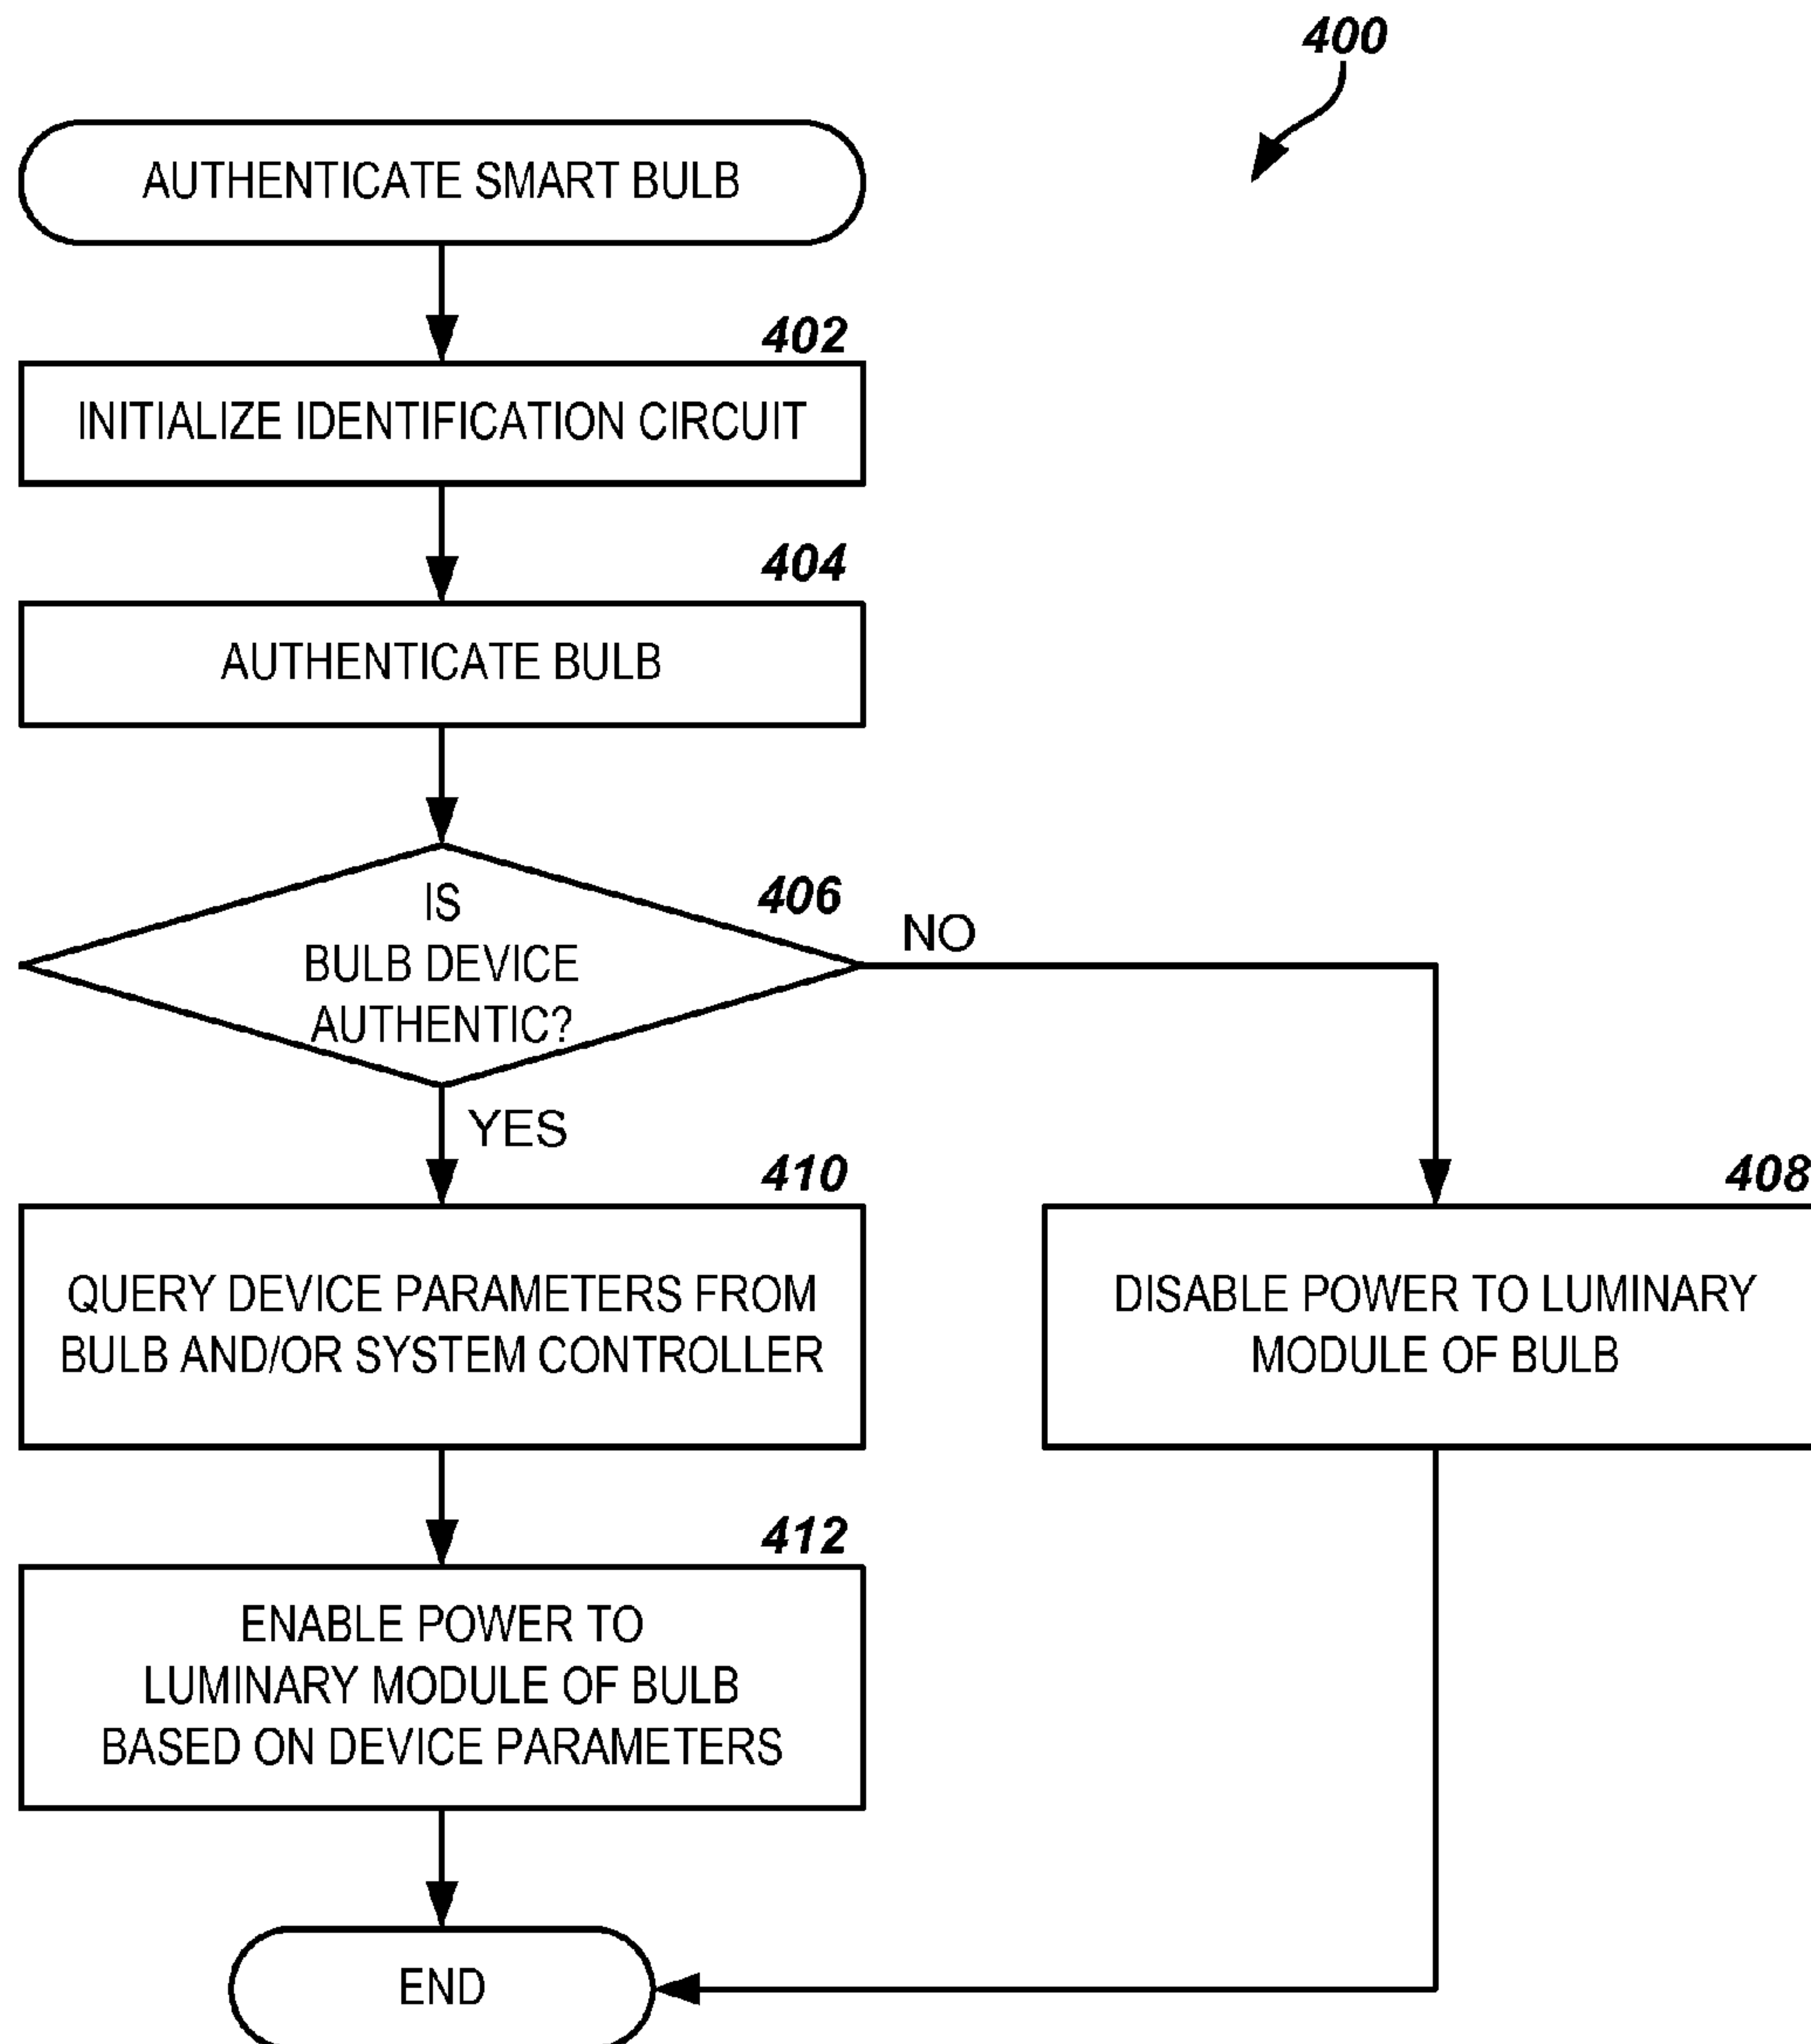 400
AUTHENTICATE SMART BULB
402
INITIALIZE IDENTIFICATION CIRCUIT
404
AUTHENTICATE BULB
406
IS
BULB DEVICE
AUTHENTIC?
NO
YES
410
QUERY DEVICE PARAMETERS FROM
BULB AND/OR SYSTEM CONTROLLER
408
DISABLE POWER TO LUMINARY
MODULE OF BULB
412
ENABLE POWER TO
LUMINARY MODULE OF BULB
BASED ON DEVICE PARAMETERS
END